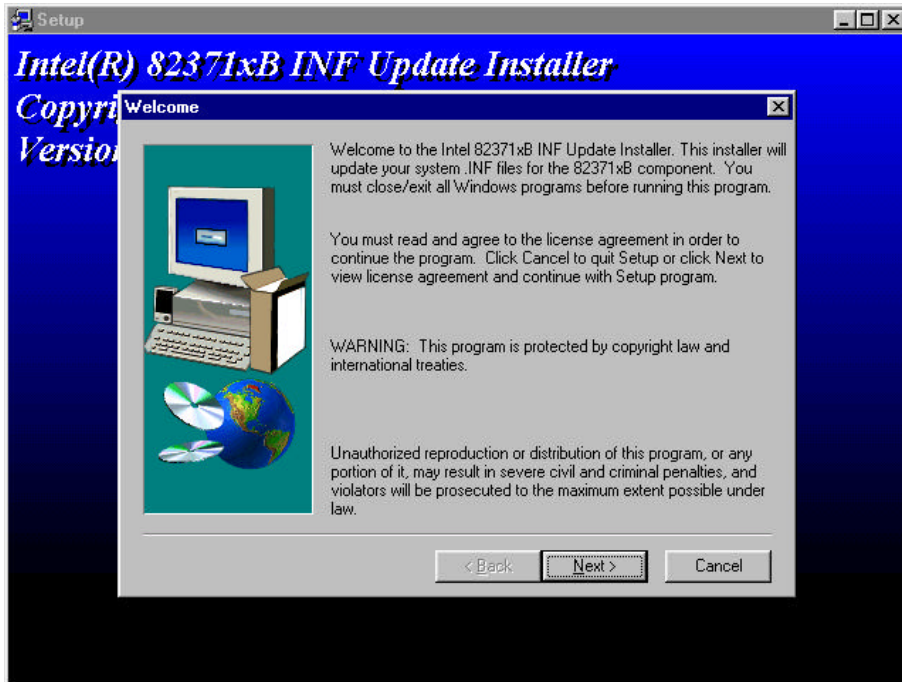 Setup
Intel(R) 82371xB INF Update Installer
Welcome
Welcome to the Intel 82371xB INF Update Installer. This installer will
update your system .INF files for the 82371xB component. You
must close/exit all Windows programs before running this program.
You must read and agree to the license agreement in order to
continue the program. Click Cancel to quit Setup or click Next to
view license agreement and continue with Setup program.
WARNING: This program is protected by copyright law and
international treaties.
Unauthorized reproduction or distribution of this program, or any
portion of it, may result in severe civil and criminal penalties, and
violators will be prosecuted to the maximum extent possible under
law.
< Back
Next >
Cancel